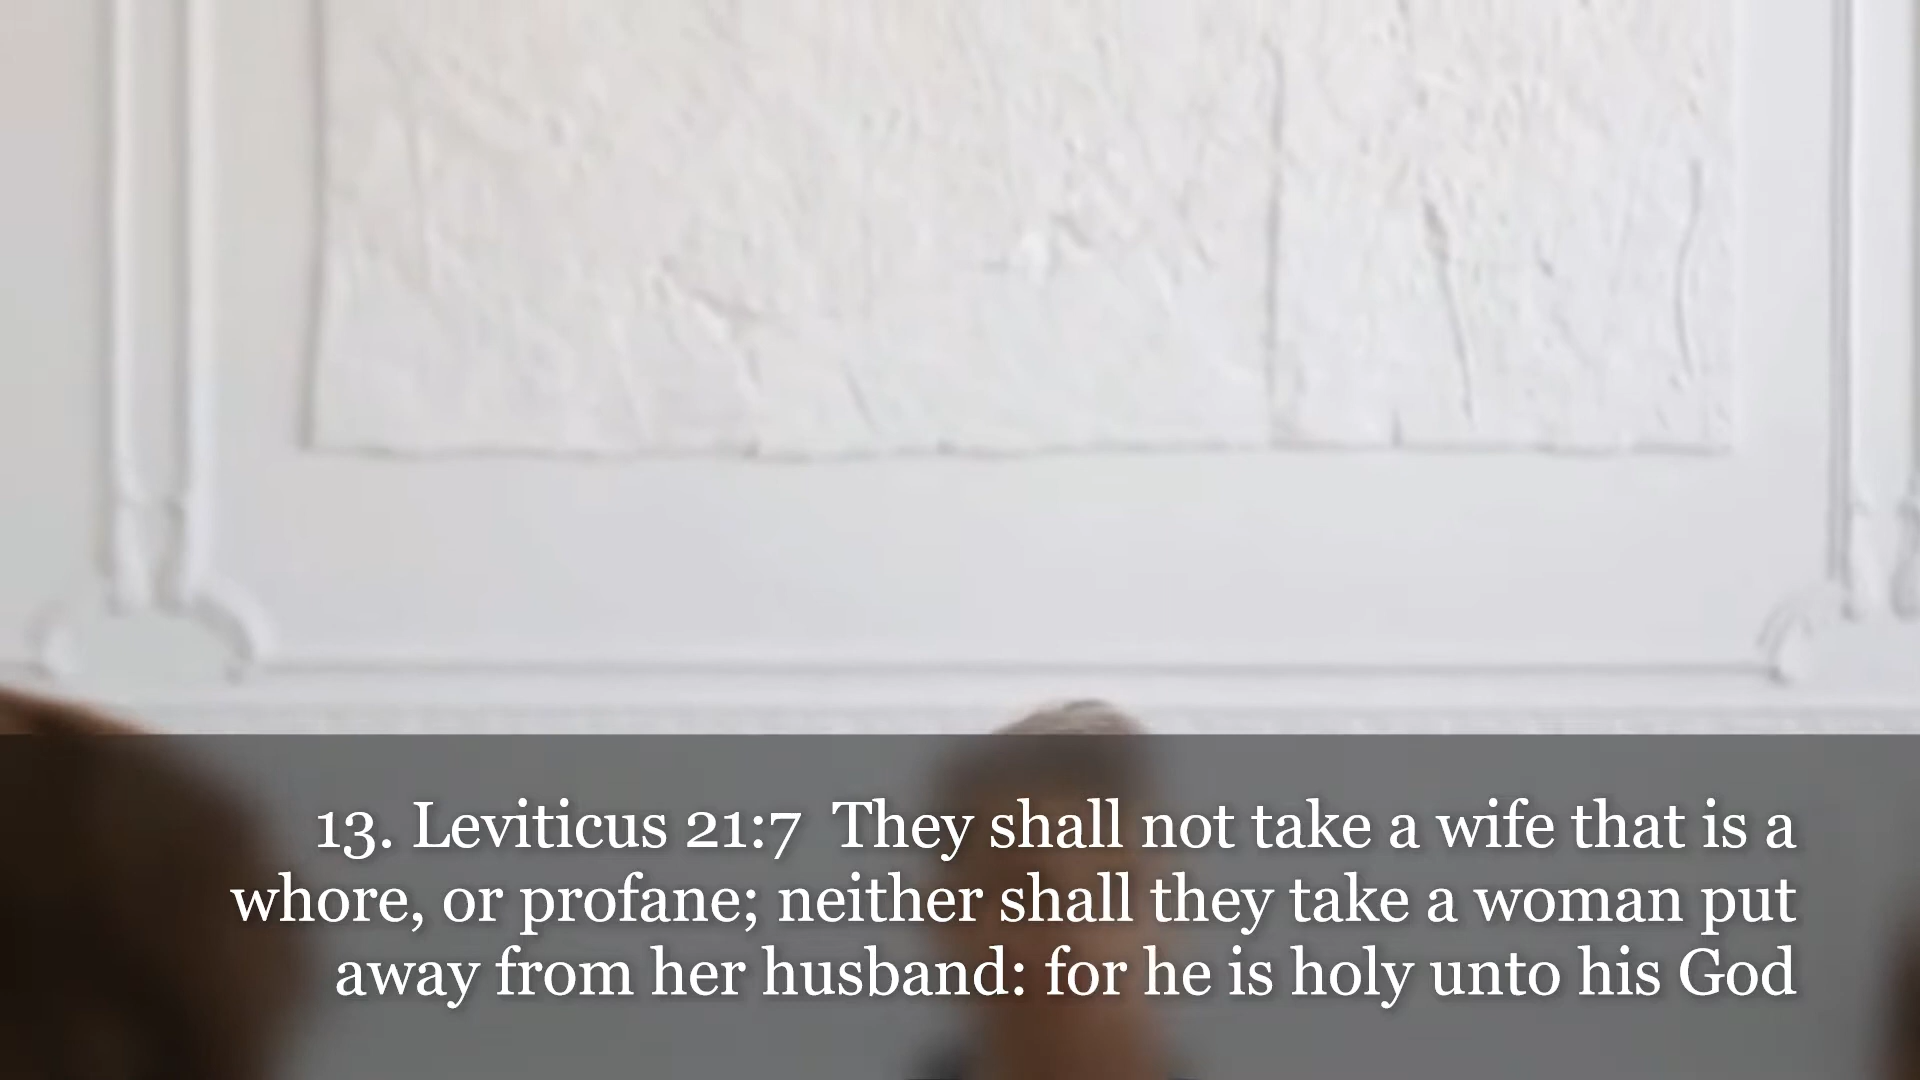 13. Leviticus 21:7  They shall not take a wife that is a
whore, or profane; neither shall they take a woman put
away from her husband: for he is holy unto his God